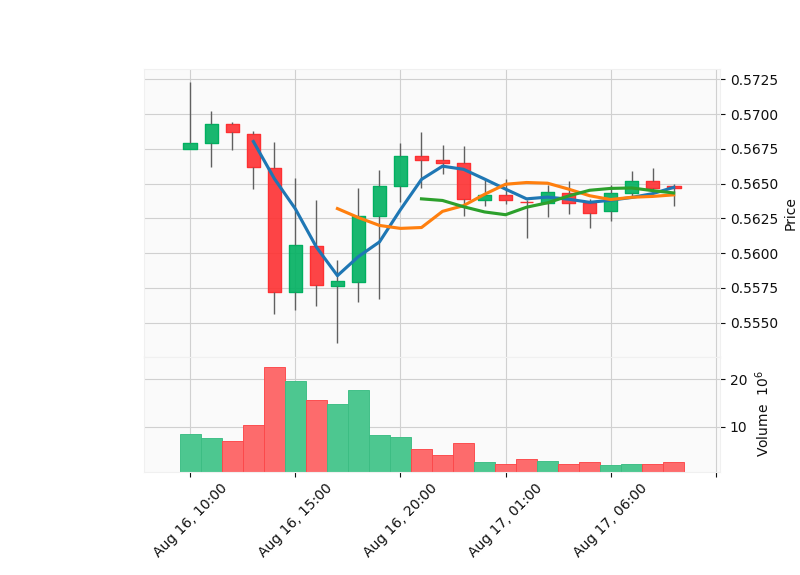 0.5725
0.5700
0.5675
0.5650
0.5625
0.5600
0.5575
0.5550
Price
20
10
Volume 10⁶
Aug 16, 10:00
Aug 16, 15:00
Aug 16, 20:00
Aug 17, 01:00
Aug 17, 06:00